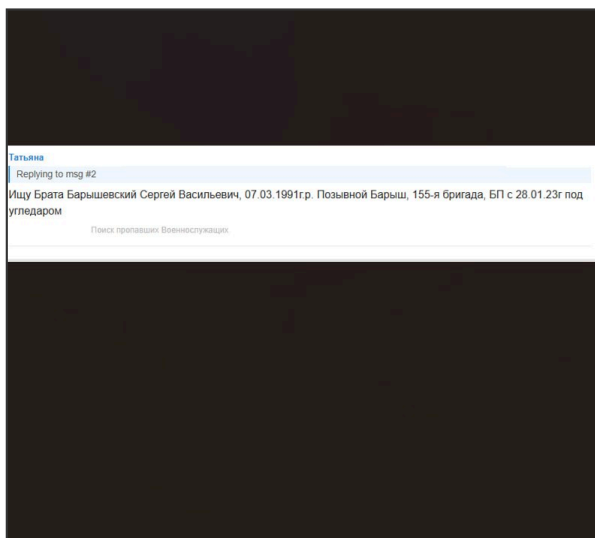 Татьяна
Replying to msg #2
Ищу Брата Барышевский Сергей Васильевич, 07.03.1991г.р. Позывной Барыш, 155-я бригада, БП с 28.01.23г под
угледаром
Поиск пропавших Военнослужащих